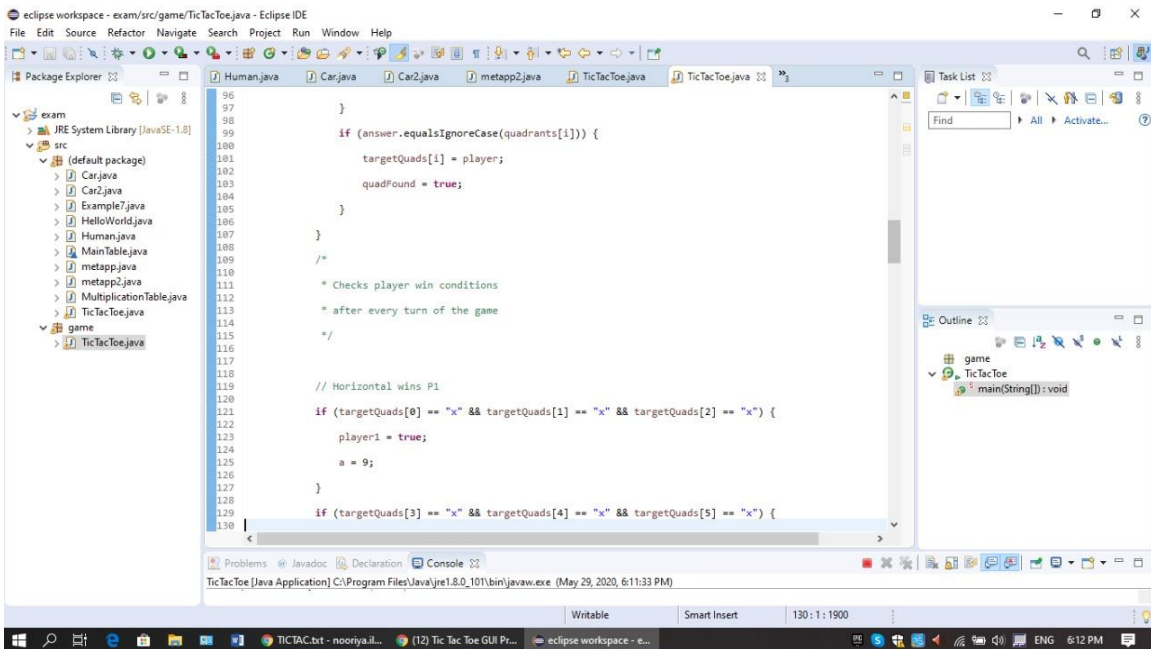 eclipse workspace - exam/src/game/TicTacToe.java - Eclipse IDE
File Edit Source Refactor Navigate Search Project Run Window Help
Package Explorer
exam
JRE System Library [JavaSE-1.8]
src
(default package)
Car.java
Car2.java
Example7.java
HelloWorld.java
Human.java
MainTable.java
metapp.java
metapp2.java
MultiplicationTable.java
TicTacToe.java
game
TicTacToe.java
Human.java Car.java Car2.java metapp2.java TicTacToe.java TicTacToe.java »3
96
97 }
98
99 if (answer.equalsIgnoreCase(quadrants[i])) {
100
101 targetQuads[i] = player;
102
103 quadFound = true;
104
105 }
106
107 }
108
109 /*
110
111 * Checks player win conditions
112
113 * after every turn of the game
114
115 */
116
117
118
119 // Horizontal wins P1
120
121 if (targetQuads[0] == "x" && targetQuads[1] == "x" && targetQuads[2] == "x") {
122
123 player1 = true;
124
125 a = 9;
126
127 }
128
129 if (targetQuads[3] == "x" && targetQuads[4] == "x" && targetQuads[5] == "x") {
130
Task List
Find All Activate...
Outline
game
TicTacToe
main(String[]) : void
Problems Javadoc Declaration Console
TicTacToe [Java Application] C:\Program Files\Java\jre1.8.0_101\bin\javaw.exe (May 29, 2020, 6:11:33 PM)
Writable Smart Insert 130 : 1 : 1900
TICTAC.txt - nooriya.il... (12) Tic Tac Toe GUI Pr... eclipse workspace - e... ENG 6:12 PM